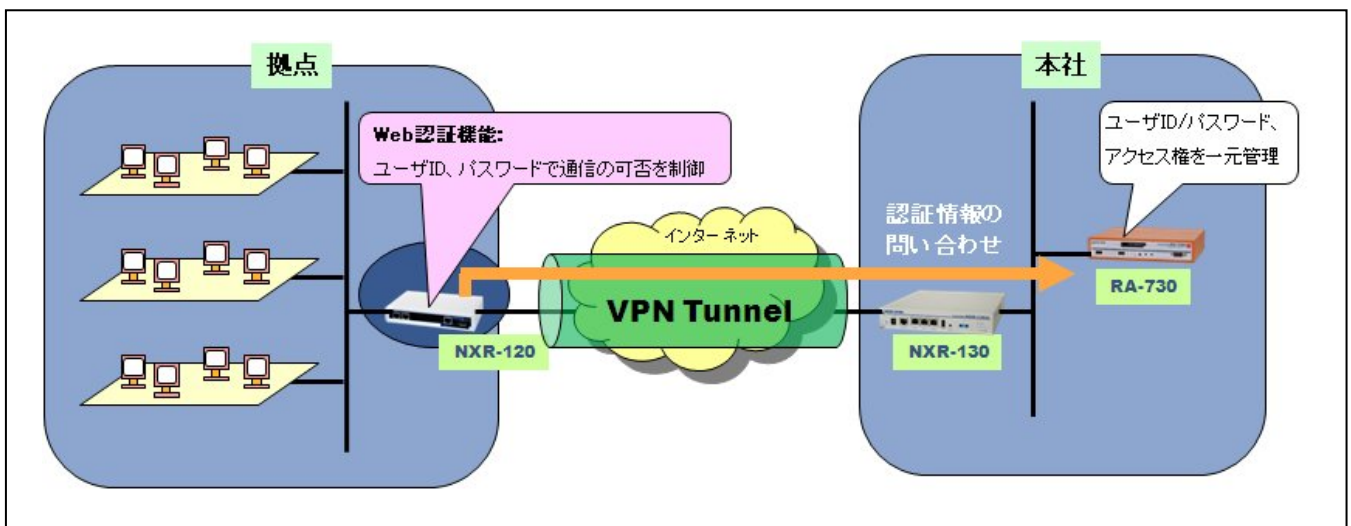 拠点
本社
Web認証機能:
ユーザID、パスワードで通信の可否を制御
ユーザID/パスワード、
アクセス権を一元管理
インターネット
認証情報の
問い合わせ
VPN Tunnel
NXR-120
NXR-130
RA-730